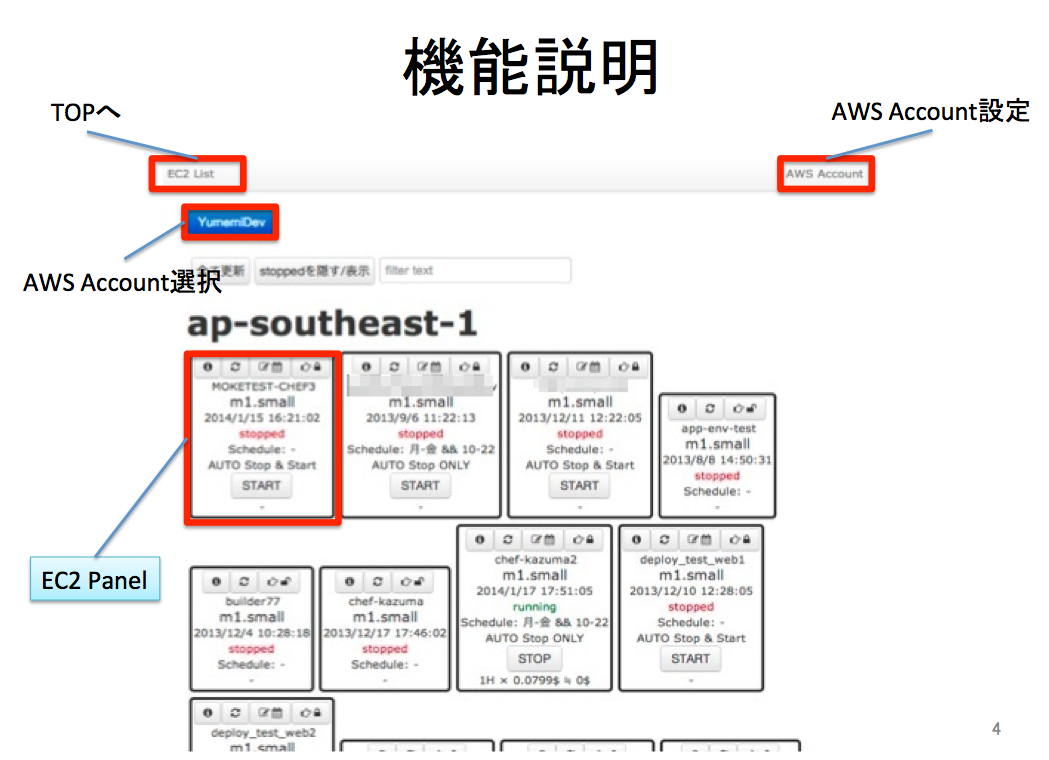 機能説明
TOPへ
AWS Account設定
EC2 List
AWS Account
YumemiDev
AWS Account選択
更新
stoppedを隠す/表示
filter text
ap-southeast-1
MOKETEST-CHEF3
m1.small
2014/1/15 16:21:02
stopped
Schedule: -
AUTO Stop & Start
START
-
m1.small
2013/9/6 11:22:13
stopped
Schedule: 月-金 && 10-22
AUTO Stop ONLY
START
-
m1.small
2013/12/11 12:22:05
stopped
Schedule: -
AUTO Stop & Start
START
-
app-env-test
m1.small
2013/8/8 14:50:31
stopped
Schedule: -
-
EC2 Panel
builder77
m1.small
2013/12/4 10:28:18
stopped
Schedule: -
-
chef-kazuma
m1.small
2013/12/17 17:46:02
stopped
Schedule: -
-
chef-kazuma2
m1.small
2014/1/17 17:51:05
running
Schedule: 月-金 && 10-22
AUTO Stop ONLY
STOP
1H × 0.0799$ ≒ 0$
deploy_test_web1
m1.small
2013/12/10 12:28:05
stopped
Schedule: -
AUTO Stop & Start
START
-
deploy_test_web2
m1.small
4